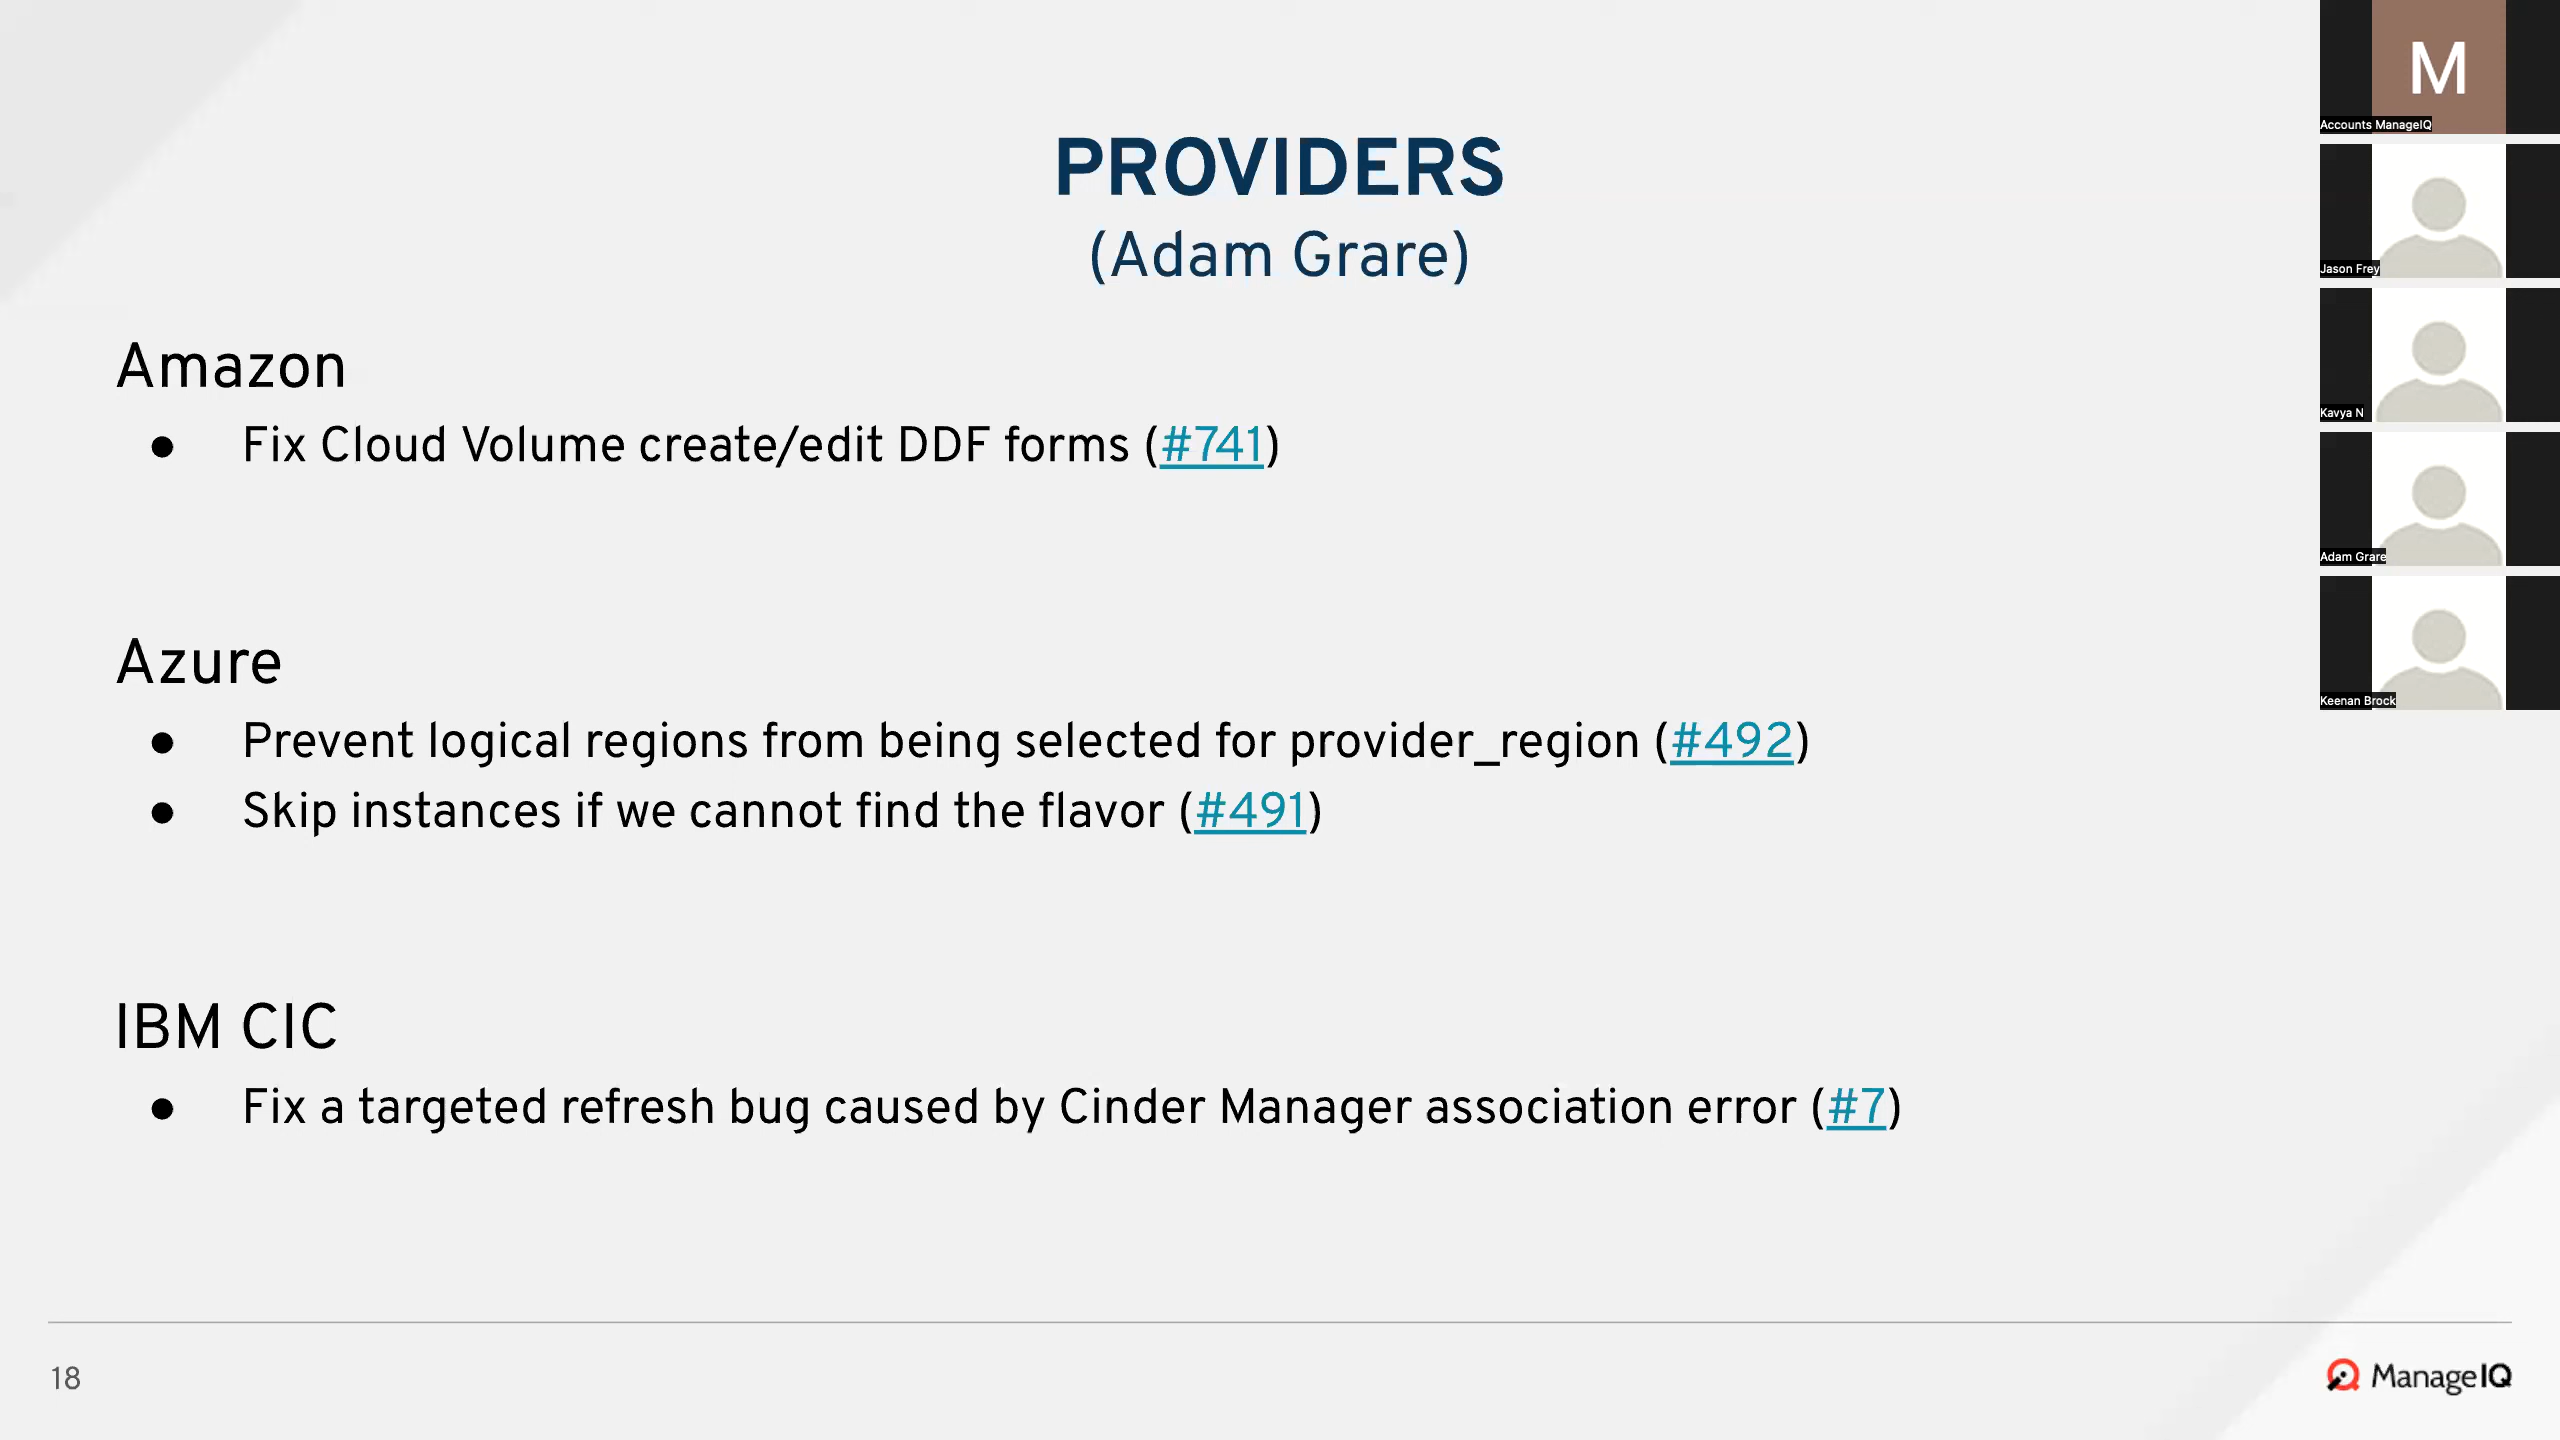 PROVIDERS
(Adam Grare)
Amazon
● Fix Cloud Volume create/edit DDF forms (#741)
Azure
● Prevent logical regions from being selected for provider_region (#492)
● Skip instances if we cannot find the flavor (#491)
IBM CIC
● Fix a targeted refresh bug caused by Cinder Manager association error (#7)
18
ManageIQ
M
Accounts ManageIQ
Jason Frey
Kavya N
Adam Grare
Keenan Brock